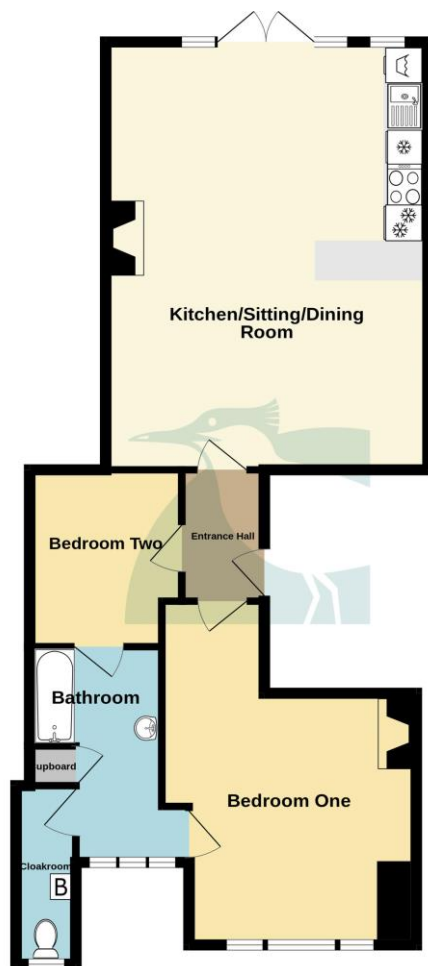 Kitchen/Sitting/Dining
Room
Entrance Hall
Bedroom Two
Bathroom
upboard
Bedroom One
Cloakroom
B